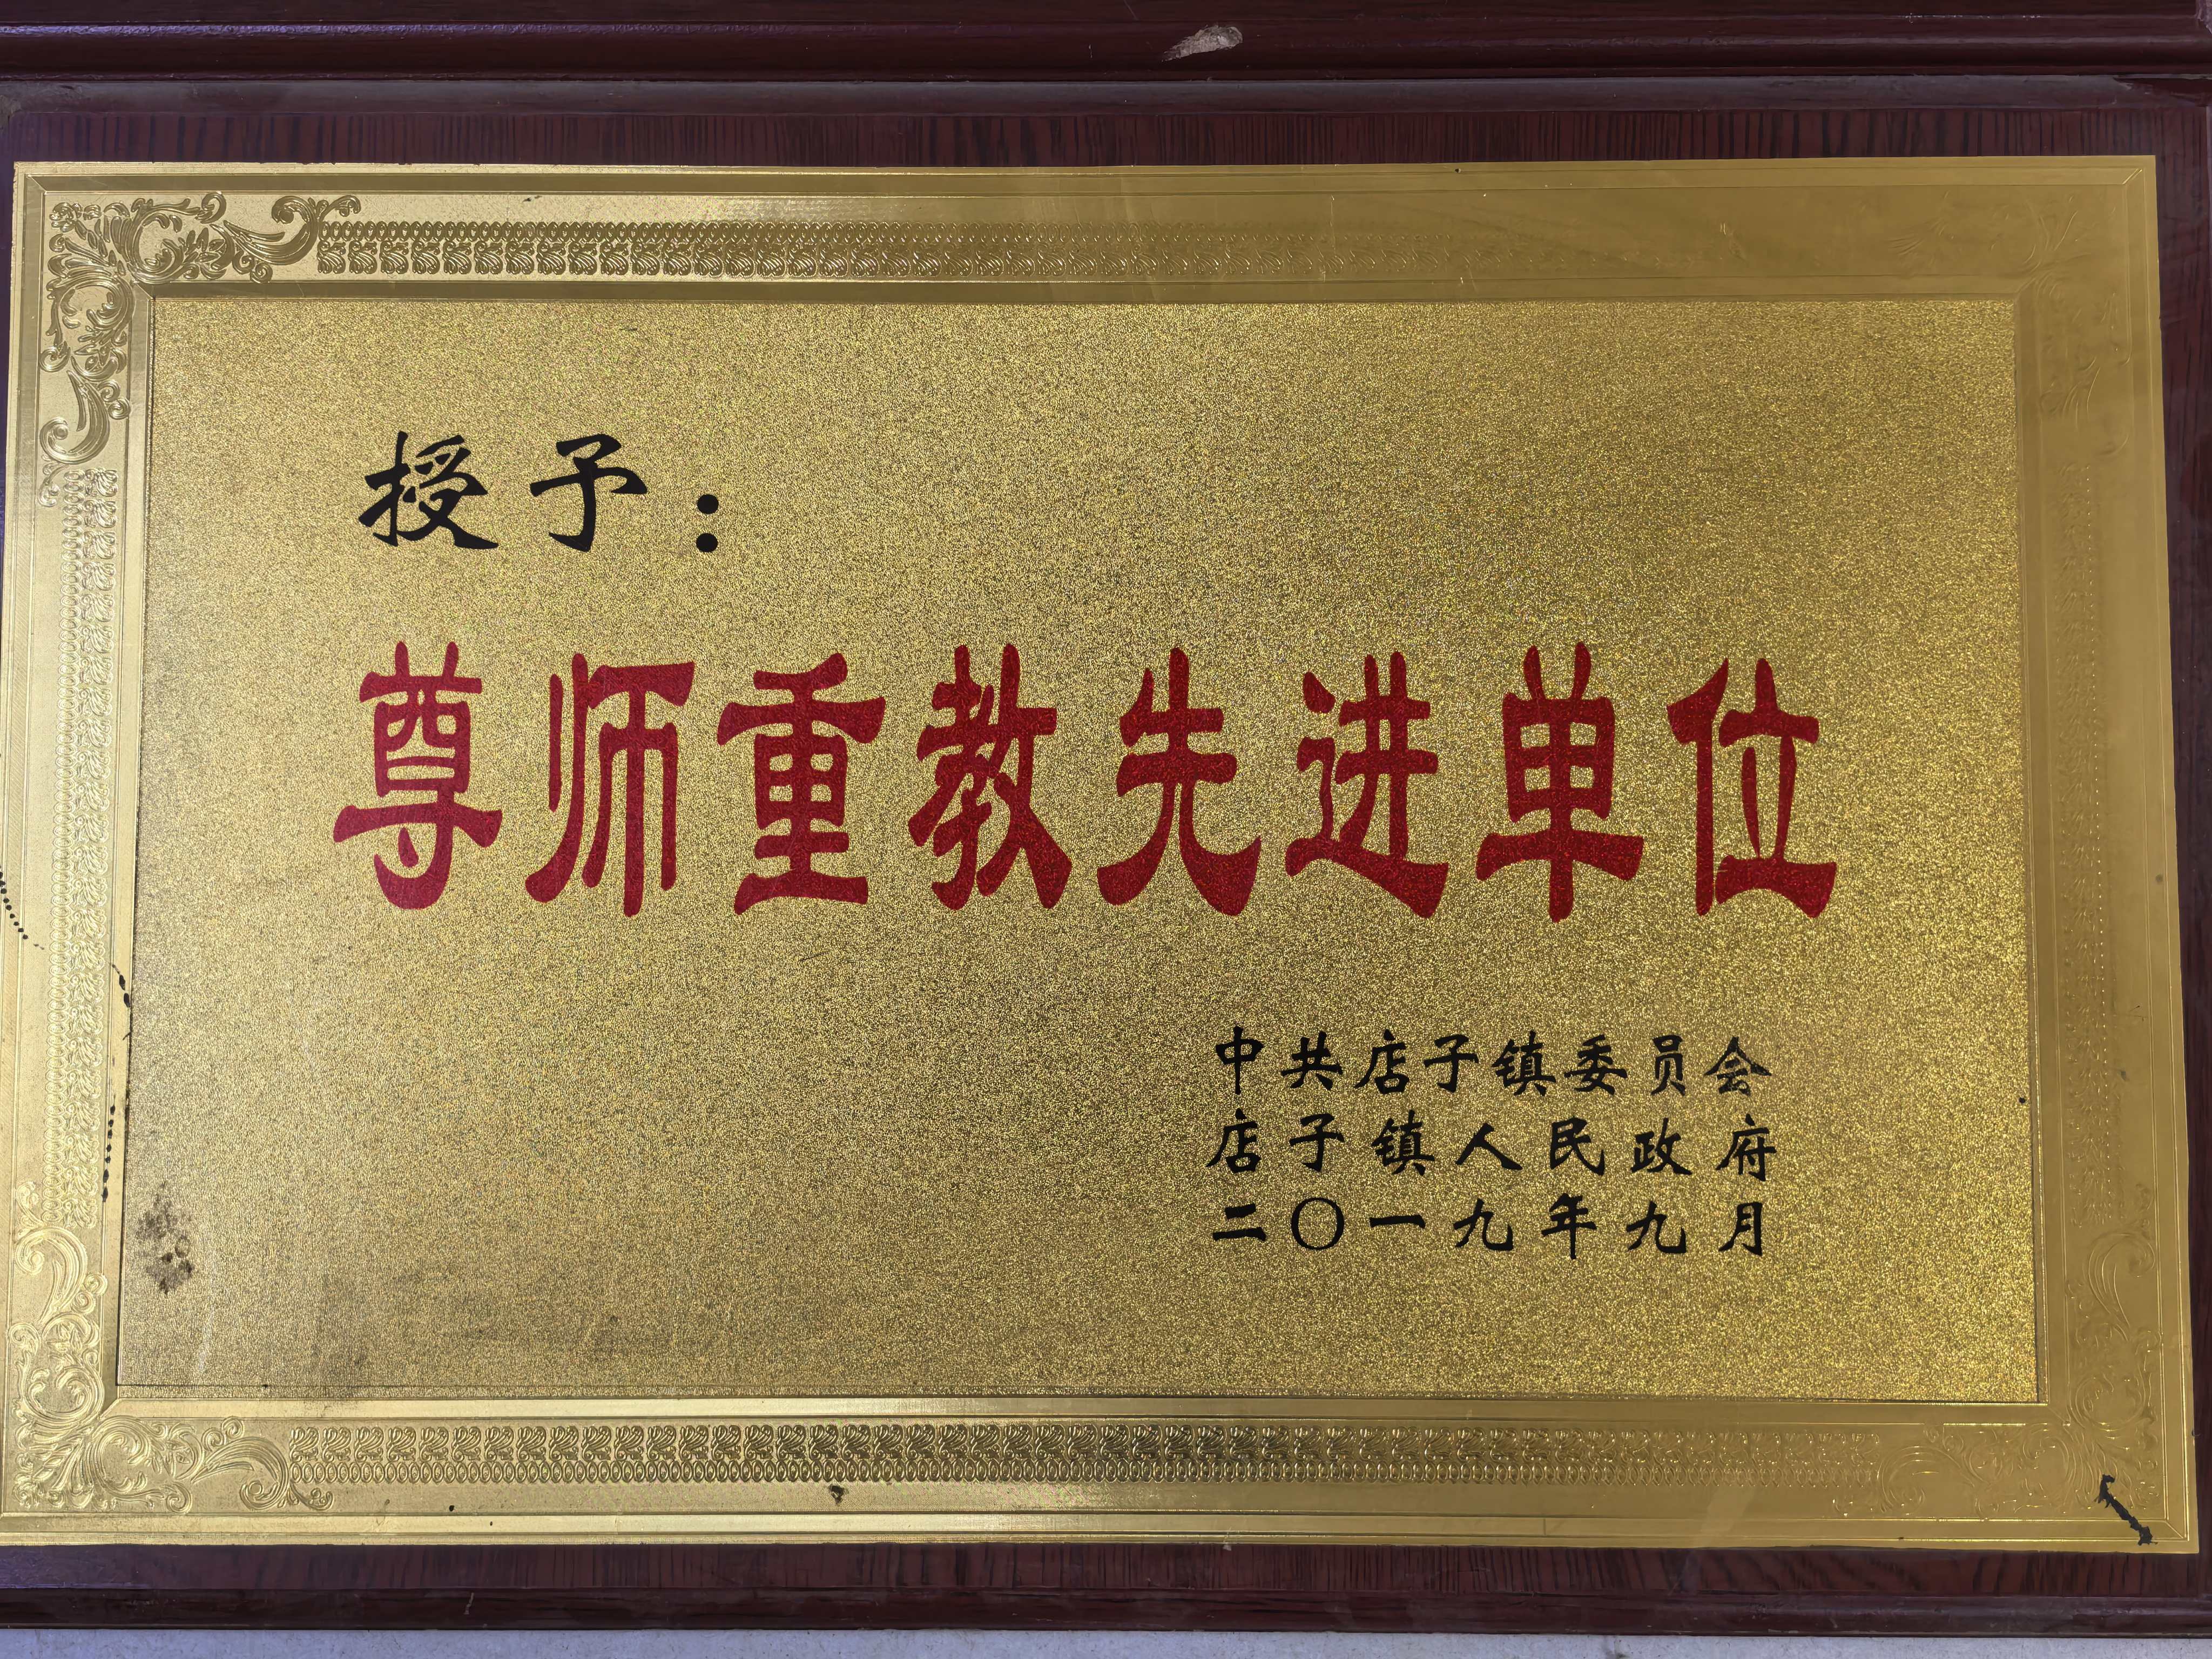 授予：
尊师重教先进单位
中共店子镇委员会
店子镇人民政府
二〇一九年九月